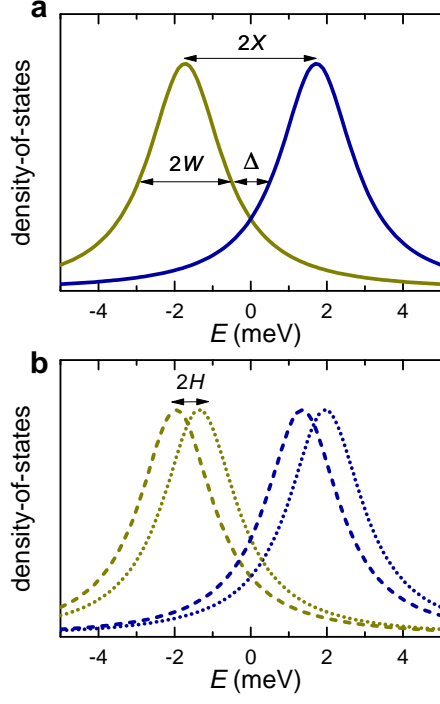 a
2X
2W
Δ
density-of-states
-4 -2 0 2 4
E (meV)
b
2H
density-of-states
-4 -2 0 2 4
E (meV)